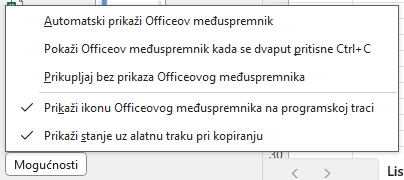 Automatski prikaži Officeov međuspremnik
Pokaži Officeov međuspremnik kada se dvaput pritisne Ctrl+C
Prikupljaj bez prikaza Officeovog međuspremnika
Prikaži ikonu Officeovog međuspremnika na programskoj traci
Prikaži stanje uz alatnu traku pri kopiranju
30
Mogućnosti
Lis